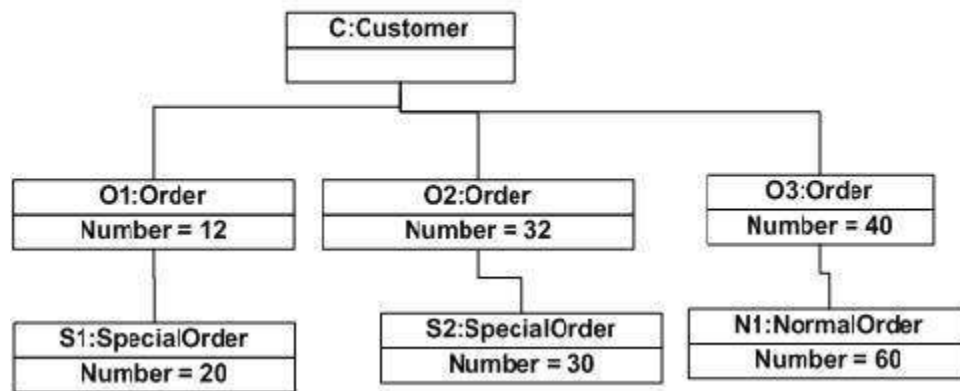 C:Customer
O1:Order
Number = 12
O2:Order
Number = 32
O3:Order
Number = 40
S1:SpecialOrder
Number = 20
S2:SpecialOrder
Number = 30
N1:NormalOrder
Number = 60